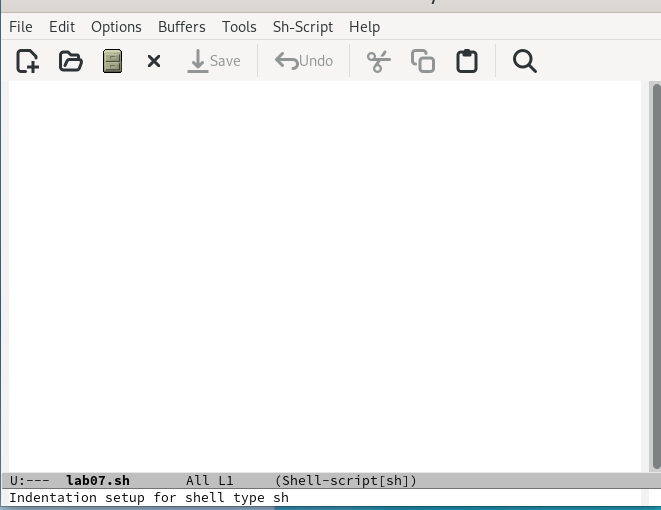 File Edit Options Buffers Tools Sh-Script Help
Save Undo
U:--- lab07.sh All L1 (Shell-script[sh])
Indentation setup for shell type sh